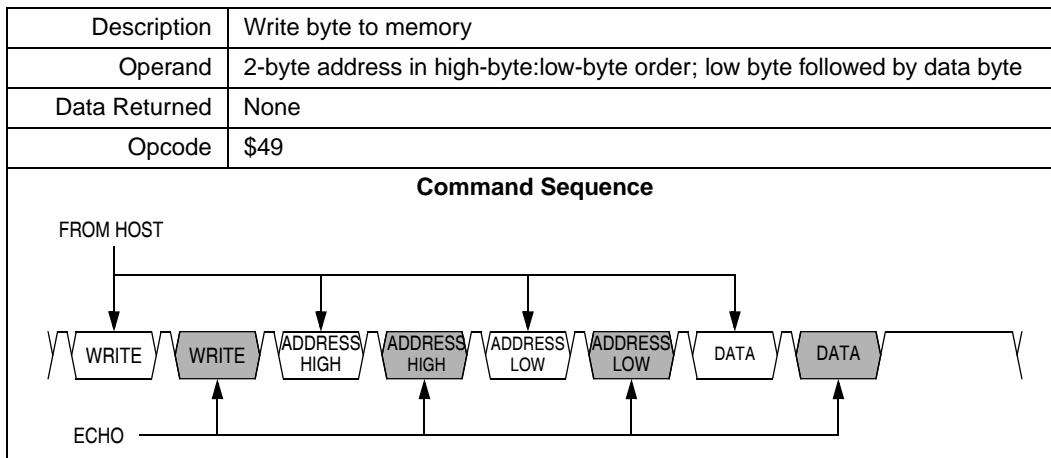 Description Write byte to memory
Operand 2-byte address in high-byte:low-byte order; low byte followed by data byte
Data Returned None
Opcode $49
Command Sequence
FROM HOST
WRITE WRITE ADDRESS HIGH ADDRESS HIGH ADDRESS LOW ADDRESS LOW DATA DATA
ECHO